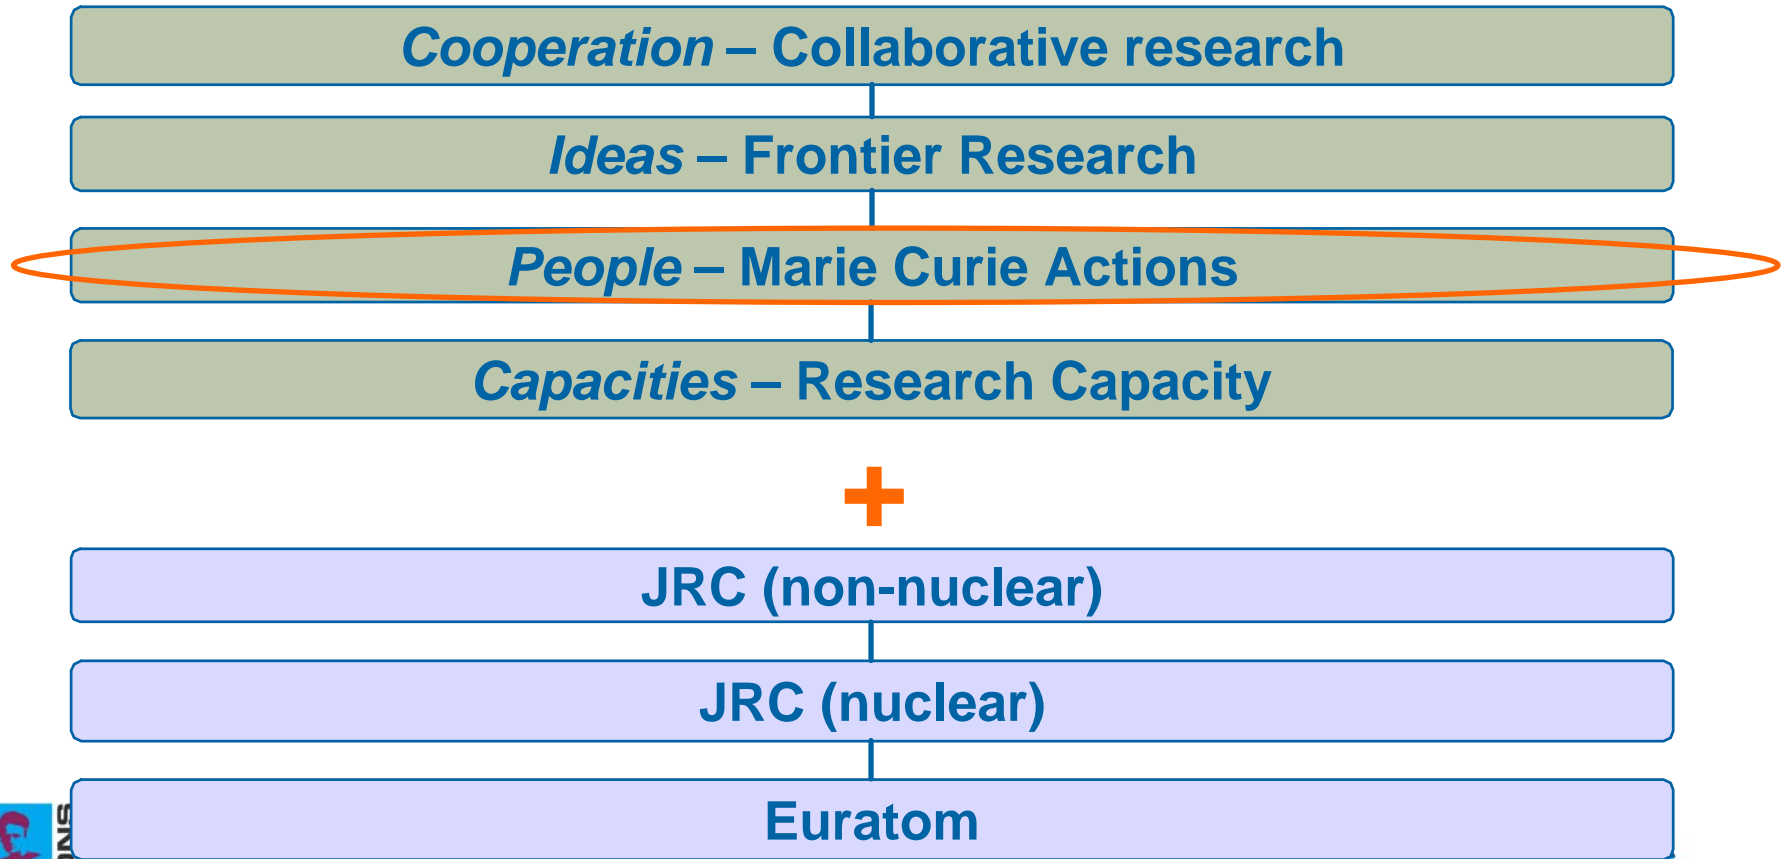 Cooperation – Collaborative research
Ideas – Frontier Research
People – Marie Curie Actions
Capacities – Research Capacity
+
JRC (non-nuclear)
JRC (nuclear)
Euratom